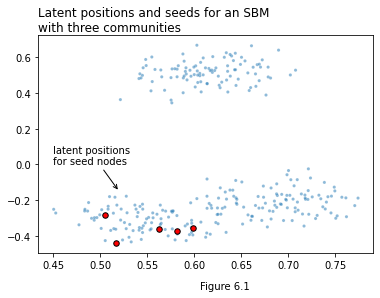 Latent positions and seeds for an SBM
with three communities
0.6
0.4
0.2
0.0
−0.2
−0.4
latent positions
for seed nodes
0.45 0.50 0.55 0.60 0.65 0.70 0.75
Figure 6.1